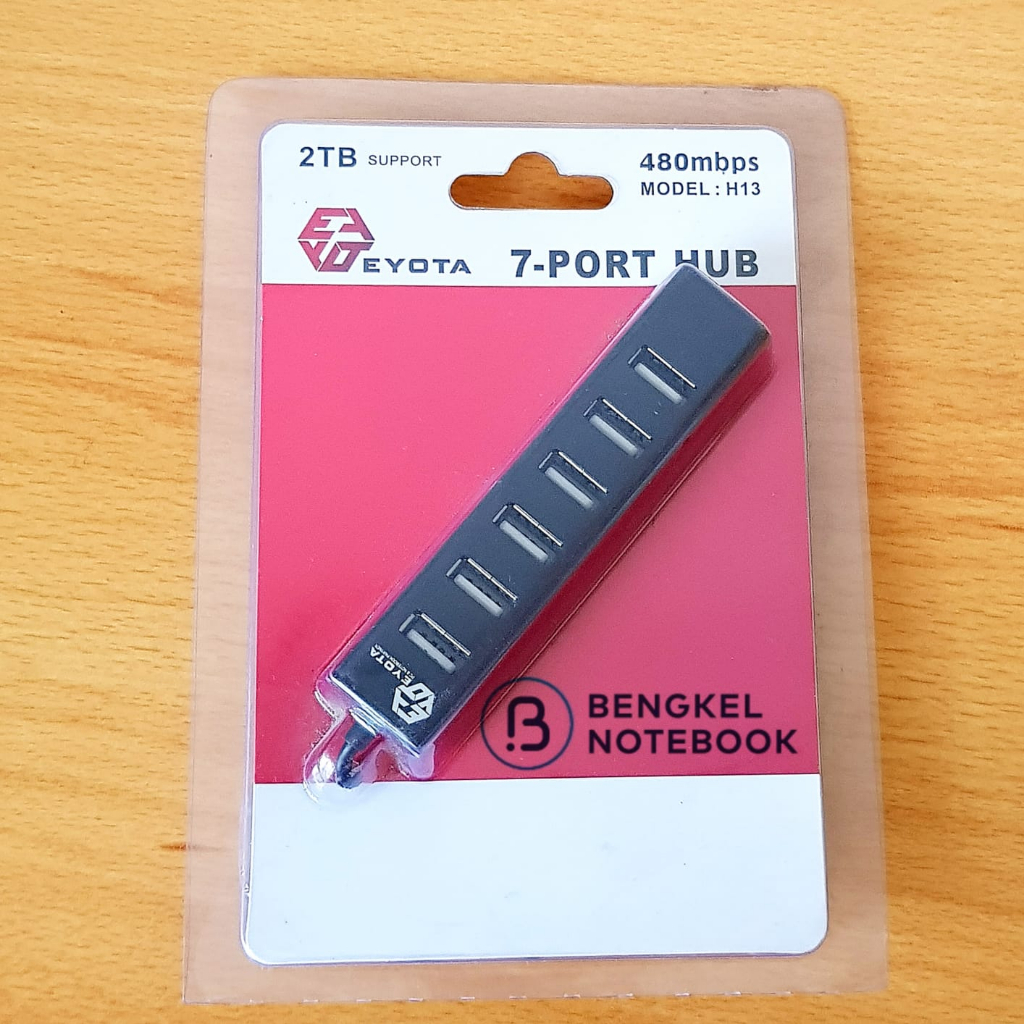 2TB SUPPORT
480mbps
MODEL : H13
EYOTA
7-PORT HUB
EYOTA
BENGKEL
NOTEBOOK